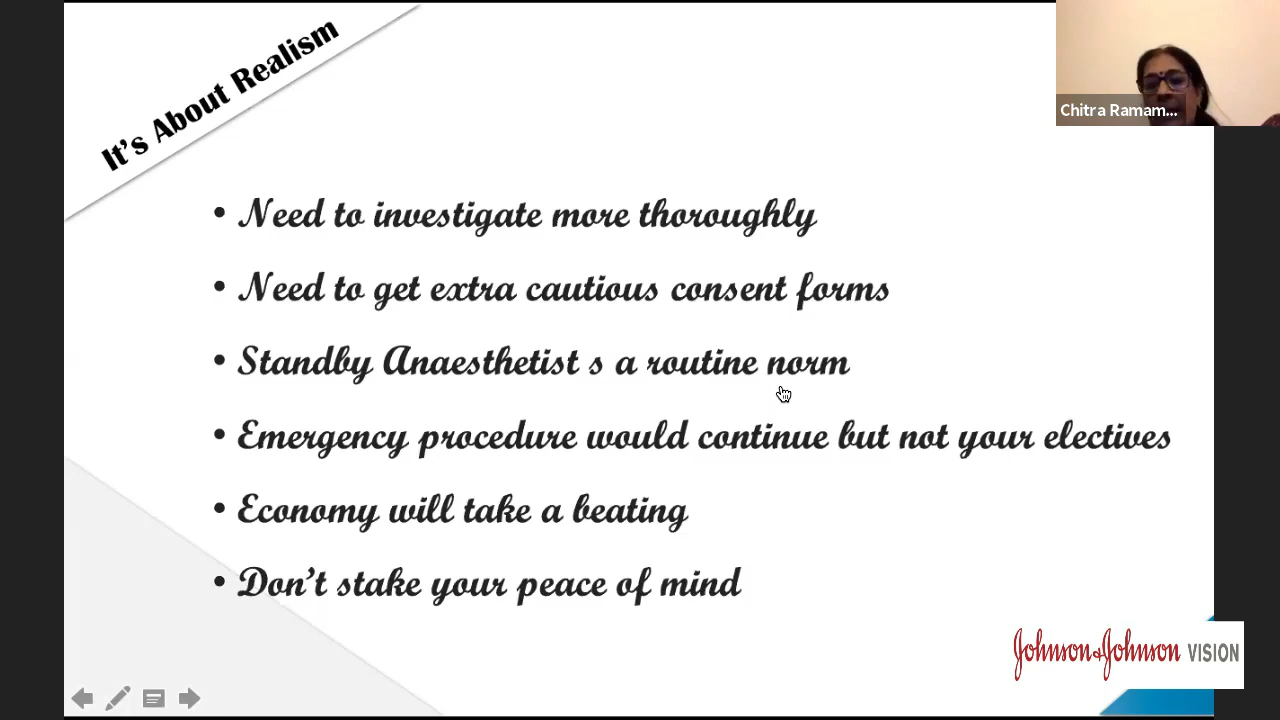 It's About Realism
Chitra Ramam...
• Need to investigate more thoroughly
• Need to get extra cautious consent forms
• Standby Anaesthetist s a routine norm
• Emergency procedure would continue but not your electives
• Economy will take a beating
• Don't stake your peace of mind
Johnson&Johnson VISION